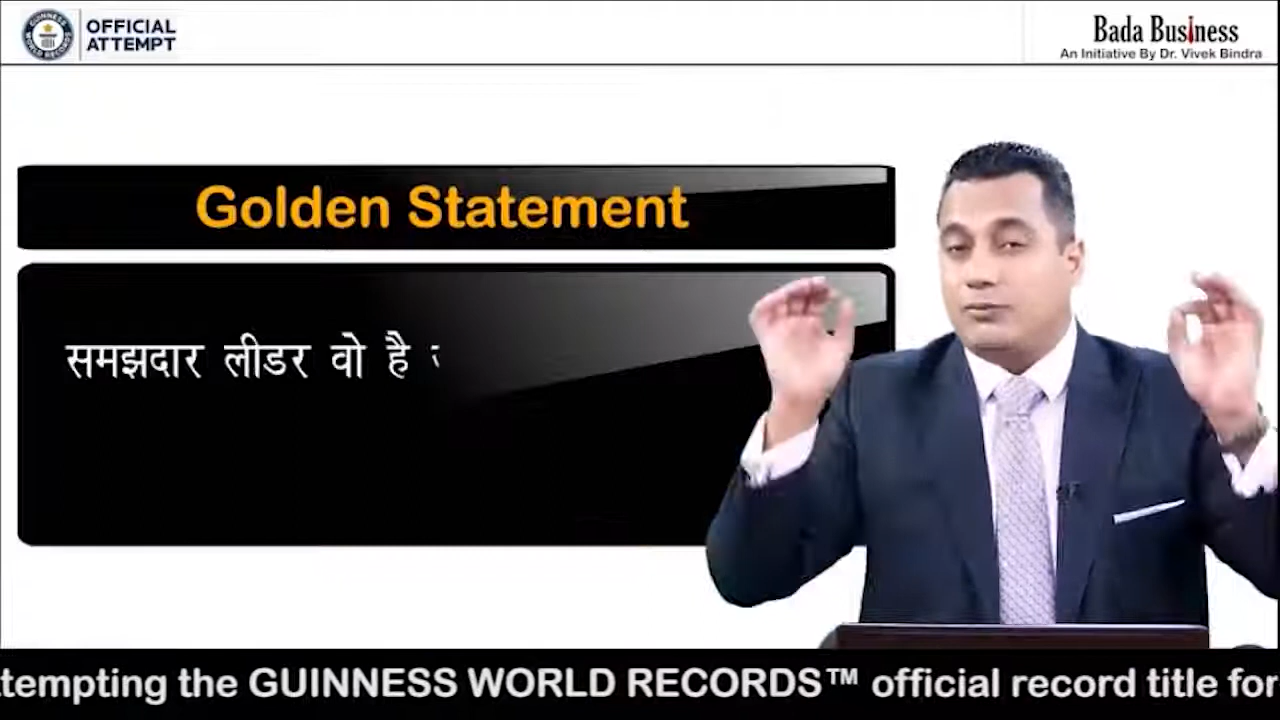 OFFICIAL
ATTEMPT
GUINNESS
WORLD RECORDS
Bada Business
An Initiative By Dr. Vivek Bindra
Golden Statement
समझदार लीडर वो है
tempting the GUINNESS WORLD RECORDS™ official record title for